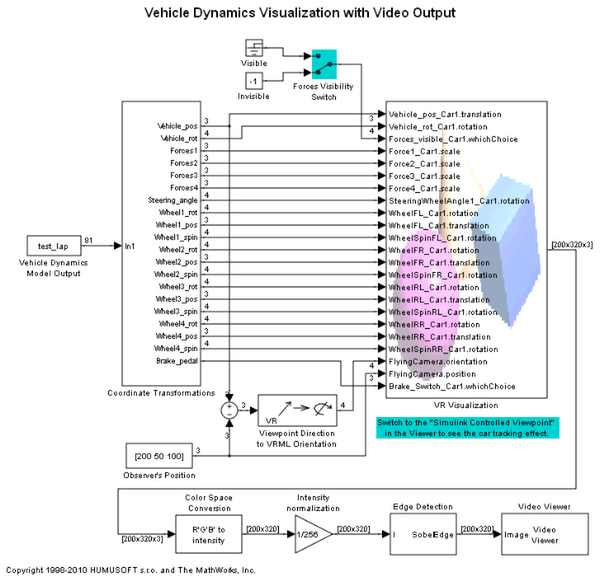 Vehicle Dynamics Visualization with Video Output
Visible
-1
Invisible
Forces Visibility
Switch
test_lap
81
Vehicle Dynamics
Model Output
In1
Vehicle_pos
3
Vehicle_rot
4
Forces1
3
Forces2
3
Forces3
3
Forces4
3
Steering_angle
4
Wheel1_rot
4
Wheel1_pos
3
Wheel1_spin
4
Wheel2_rot
4
Wheel2_pos
3
Wheel2_spin
4
Wheel3_rot
4
Wheel3_pos
3
Wheel3_spin
4
Wheel4_rot
4
Wheel4_pos
3
Wheel4_spin
4
Brake_pedal
Coordinate Transformations
3
4
Vehicle_pos_Car1.translation
Vehicle_rot_Car1.rotation
Forces_visible_Car1.whichChoice
Force1_Car1.scale
Force2_Car1.scale
Force3_Car1.scale
Force4_Car1.scale
SteeringWheelAngle1_Car1.rotation
WheelFL_Car1.rotation
WheelFL_Car1.translation
WheelSpinFL_Car1.rotation
WheelFR_Car1.rotation
WheelFR_Car1.translation
WheelSpinFR_Car1.rotation
WheelRL_Car1.rotation
WheelRL_Car1.translation
WheelSpinRL_Car1.rotation
WheelRR_Car1.rotation
WheelRR_Car1.translation
WheelSpinRR_Car1.rotation
FlyingCamera.orientation
FlyingCamera.position
Brake_Switch_Car1.whichChoice
4
3
VR Visualization
[200x320x3]
3
3
3
VR
4
Viewpoint Direction
to VRML Orientation
Switch to the "Simulink Controlled Viewpoint"
in the Viewer to see the car tracking effect.
[200 50 100]
3
Observer's Position
Color Space
Conversion
[200x320x3]
R'G'B' to
intensity
[200x320]
Intensity
normalization
1/256
[200x320]
Edge Detection
I
SobelEdge
[200x320]
Video Viewer
Image
Video
Viewer
Copyright 1998-2010 HUMUSOFT s.r.o. and The MathWorks, Inc.